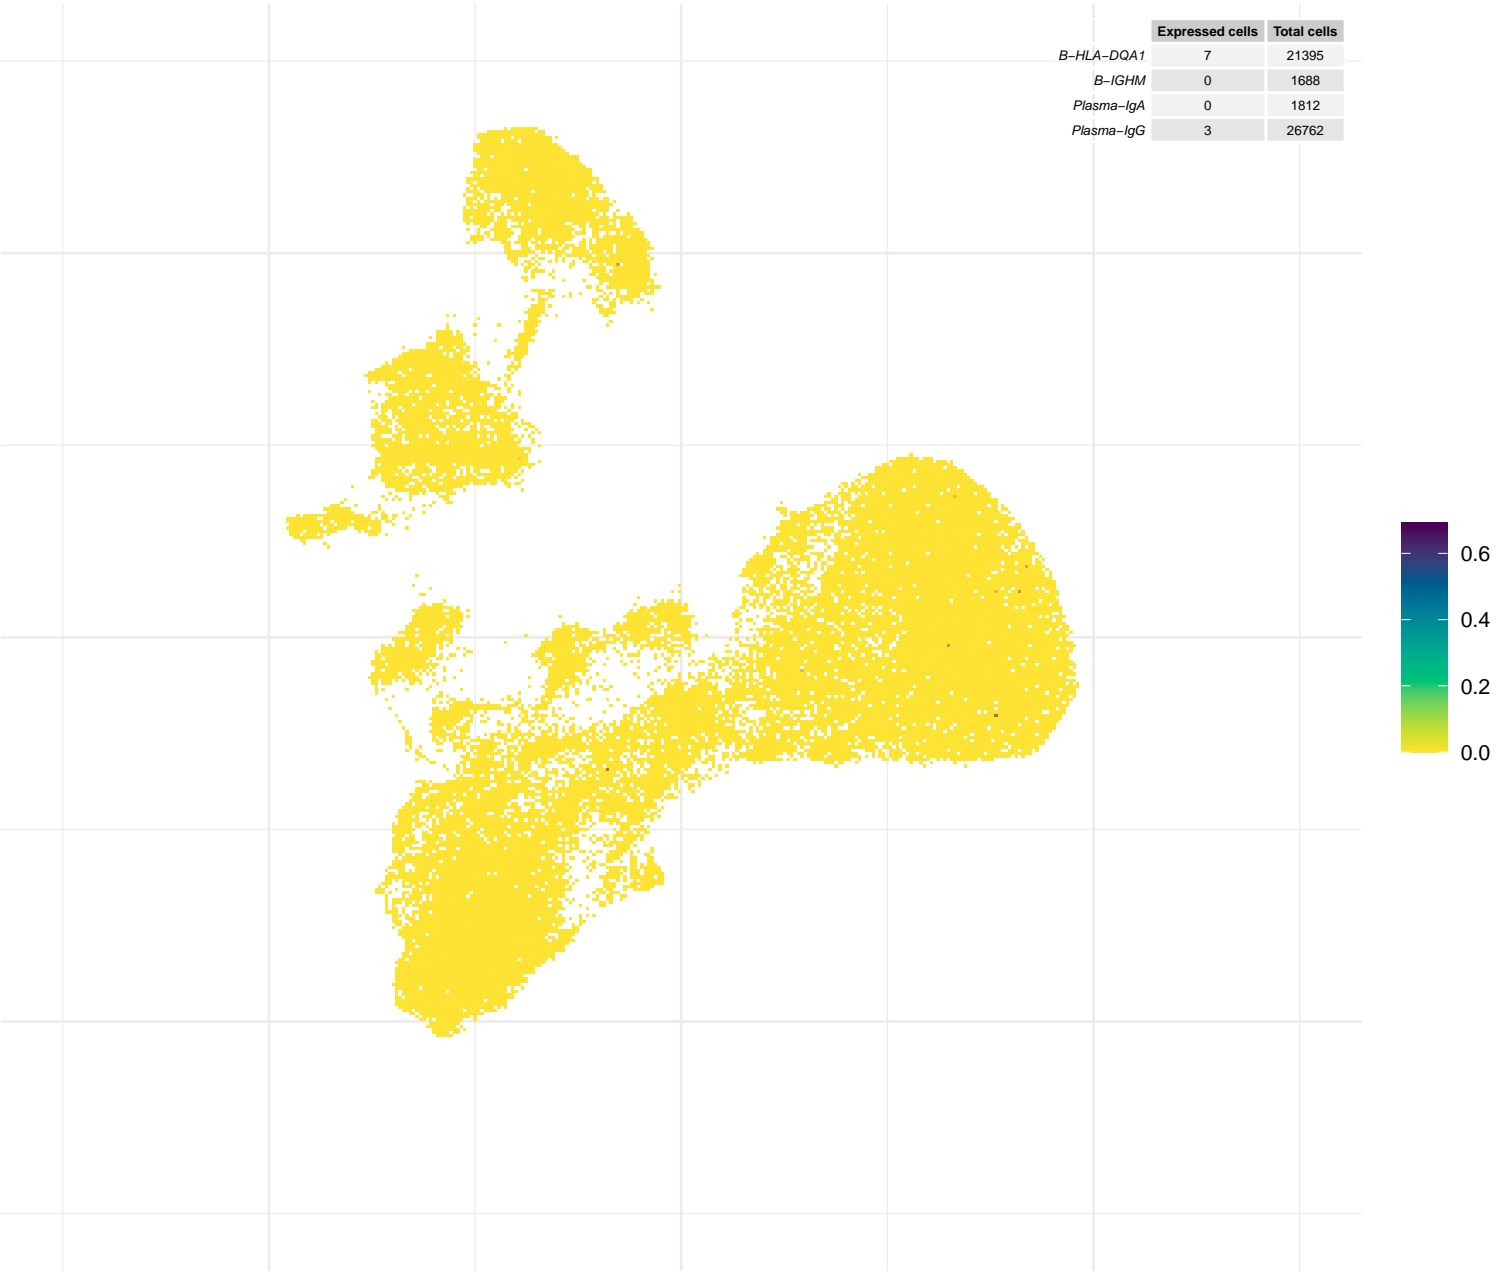 Expressed cells Total cells
B−HLA−DQA1 7 21395
B−IGHM 0 1688
Plasma−IgA 0 1812
Plasma−IgG 3 26762
0.6
0.4
0.2
0.0